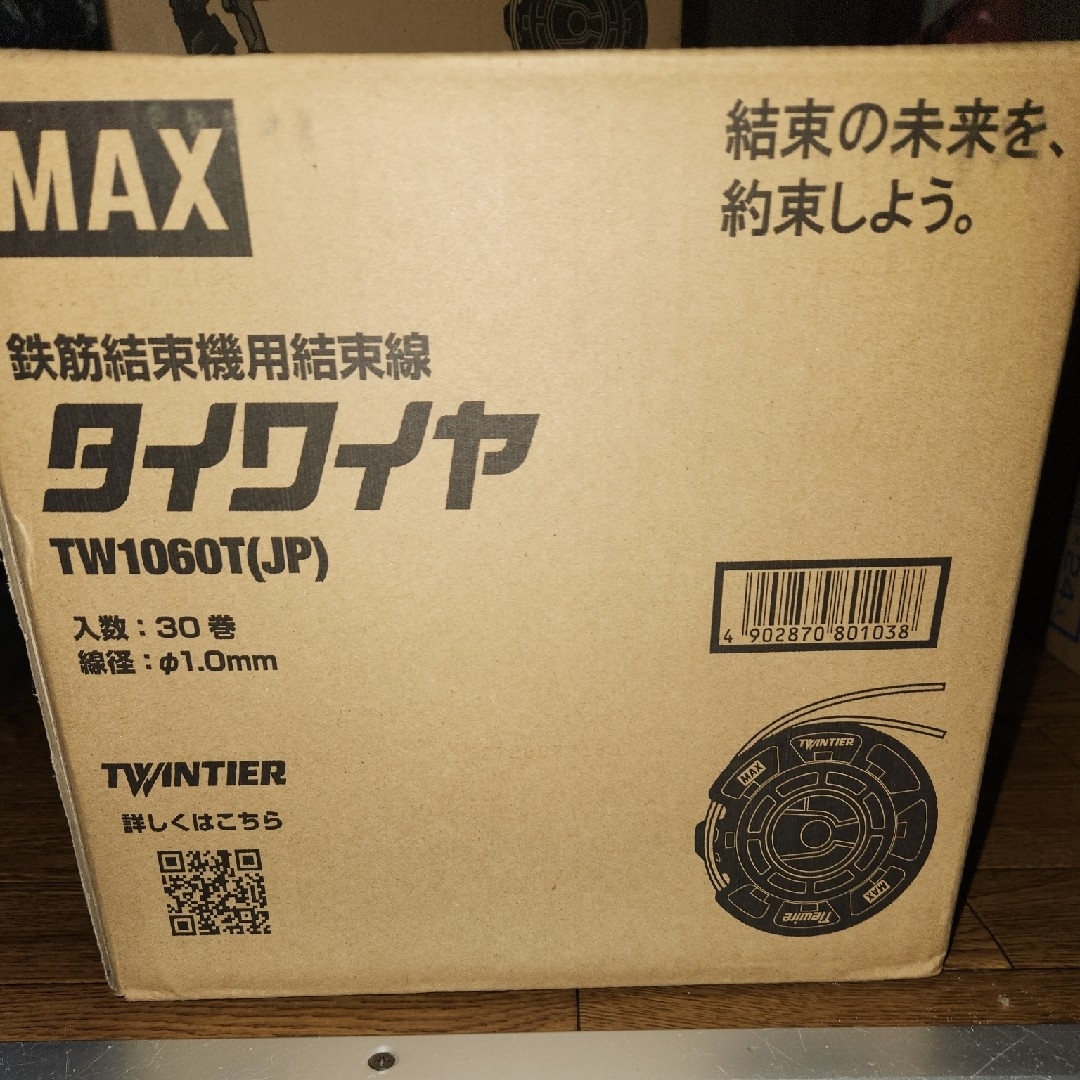 MAX
結束の未来を、
約束しよう。
鉄筋結束機用結束線
タイワイヤ
TW1060T(JP)
入数：30 巻
線径：φ1.0mm
4 902870 801038
TWINTIER
詳しくはこちら
TWINTIER
MAX
MAX
Tiewire
24